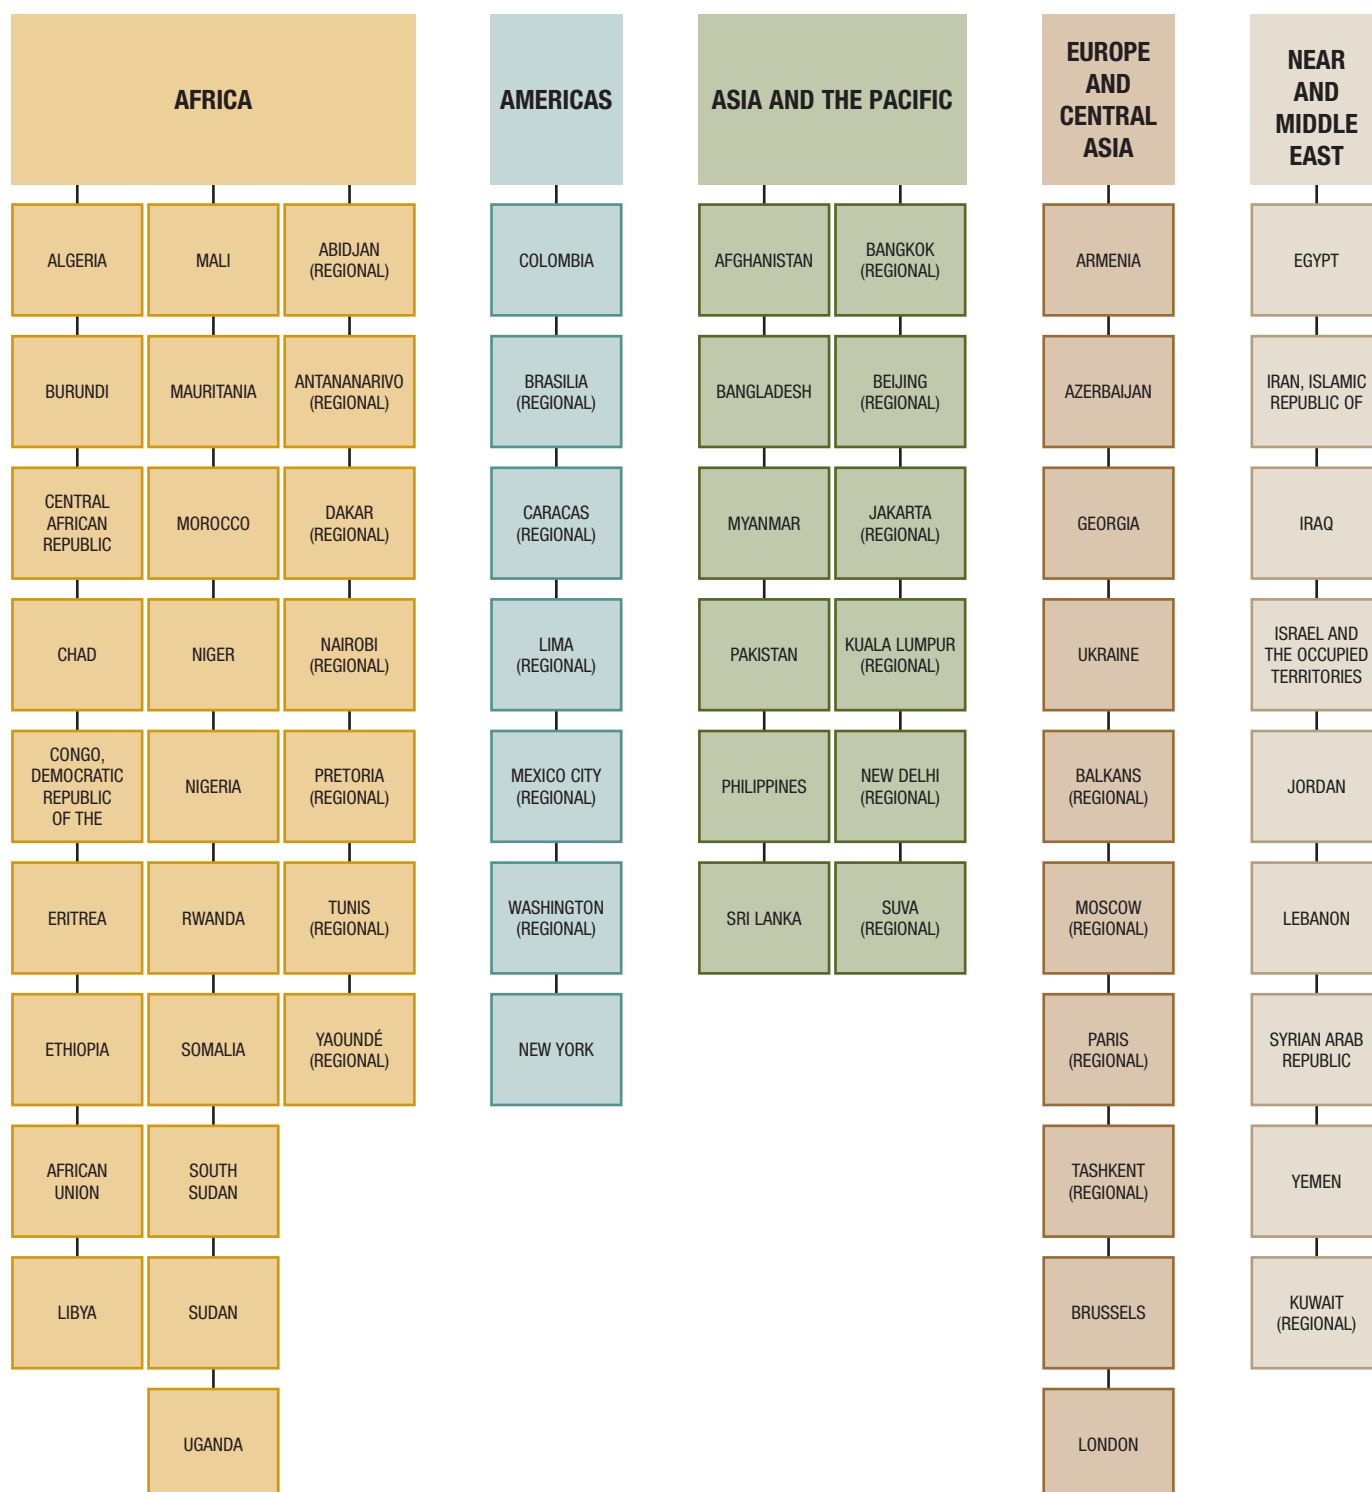 AFRICA
ALGERIA
BURUNDI
CENTRAL
AFRICAN
REPUBLIC
CHAD
CONGO,
DEMOCRATIC
REPUBLIC
OF THE
ERITREA
ETHIOPIA
AFRICAN
UNION
LIBYA
MALI
MAURITANIA
MOROCCO
NIGER
NIGERIA
RWANDA
SOMALIA
SOUTH
SUDAN
SUDAN
UGANDA
ABIDJAN
(REGIONAL)
ANTANANARIVO
(REGIONAL)
DAKAR
(REGIONAL)
NAIROBI
(REGIONAL)
PRETORIA
(REGIONAL)
TUNIS
(REGIONAL)
YAOUNDÉ
(REGIONAL)
AMERICAS
COLOMBIA
BRASILIA
(REGIONAL)
CARACAS
(REGIONAL)
LIMA
(REGIONAL)
MEXICO CITY
(REGIONAL)
WASHINGTON
(REGIONAL)
NEW YORK
ASIA AND THE PACIFIC
AFGHANISTAN
BANGLADESH
MYANMAR
PAKISTAN
PHILIPPINES
SRI LANKA
BANGKOK
(REGIONAL)
BEIJING
(REGIONAL)
JAKARTA
(REGIONAL)
KUALA LUMPUR
(REGIONAL)
NEW DELHI
(REGIONAL)
SUVA
(REGIONAL)
EUROPE
AND
CENTRAL
ASIA
ARMENIA
AZERBAIJAN
GEORGIA
UKRAINE
BALKANS
(REGIONAL)
MOSCOW
(REGIONAL)
PARIS
(REGIONAL)
TASHKENT
(REGIONAL)
BRUSSELS
LONDON
NEAR
AND
MIDDLE
EAST
EGYPT
IRAN, ISLAMIC
REPUBLIC OF
IRAQ
ISRAEL AND
THE OCCUPIED
TERRITORIES
JORDAN
LEBANON
SYRIAN ARAB
REPUBLIC
YEMEN
KUWAIT
(REGIONAL)